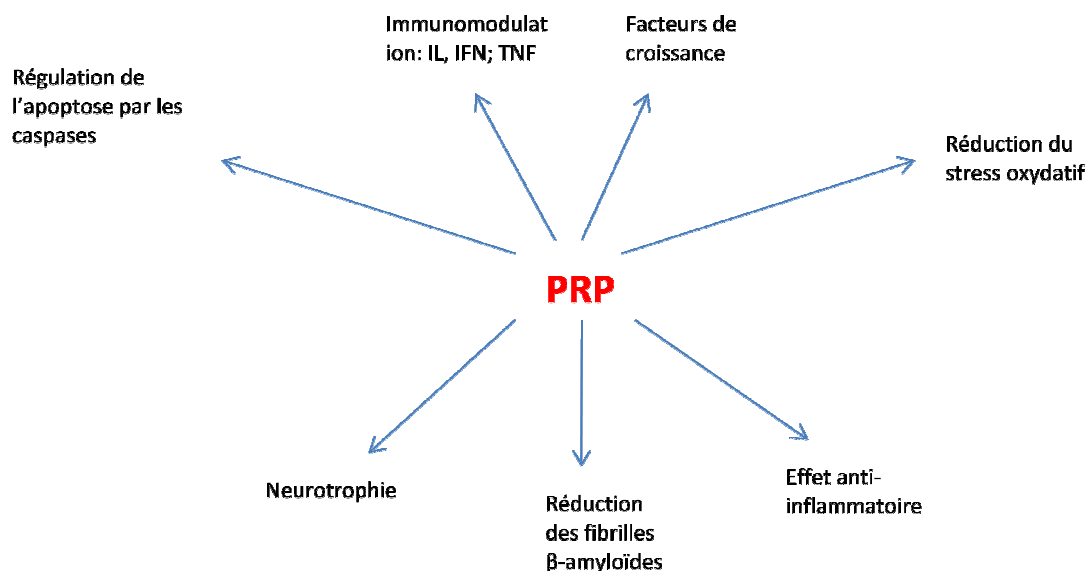 Immunomodulat
ion: IL, IFN; TNF
Facteurs de
croissance
Régulation de
l’apoptose par les
caspases
Réduction du
stress oxydatif
PRP
Neurotrophie
Réduction
des fibrilles
β-amyloïdes
Effet anti-
inflammatoire